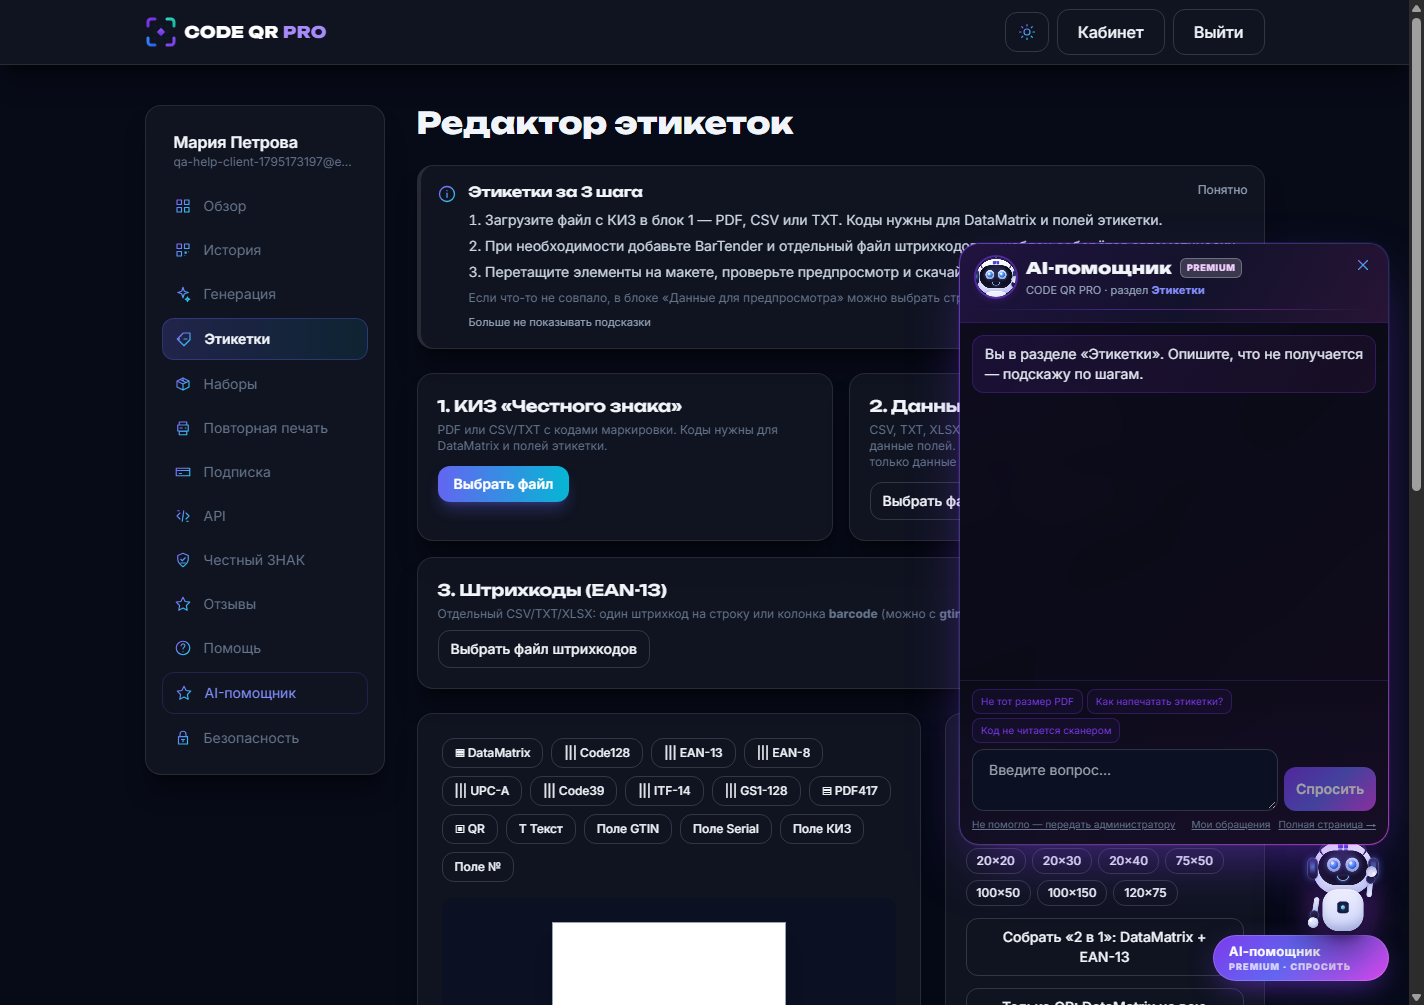 CODE QR PRO
Кабинет
Выйти
Мария Петрова
qa-help-client-1795173197@e...
Обзор
История
Генерация
Этикетки
Наборы
Повторная печать
Подписка
API
Честный ЗНАК
Отзывы
Помощь
AI-помощник
Безопасность
Редактор этикеток
Этикетки за 3 шага
Понятно
1. Загрузите файл с КИЗ в блок 1 — PDF, CSV или TXT. Коды нужны для DataMatrix и полей этикетки.
2. При необходимости добавьте BarTender и отдельный файл
3. Перетащите элементы на макете, проверьте предпросмотр и
Если что-то не совпало, в блоке «Данные для предпросмотра» можно выбрать
Больше не показывать подсказки
1. КИЗ «Честного знака»
PDF или CSV/TXT с кодами маркировки. Коды нужны для
DataMatrix и полей этикетки.
Выбрать файл
2. Данны
CSV, TXT, XLSX
данные полей.
только данные
Выбрать фа
3. Штрихкоды (EAN-13)
Отдельный CSV/TXT/XLSX: один штрихкод на строку или колонка barcode (можно с gtin
Выбрать файл штрихкодов
DataMatrix
Code128
EAN-13
EAN-8
UPC-A
Code39
ITF-14
GS1-128
PDF417
QR
T Текст
Поле GTIN
Поле Serial
Поле КИЗ
Поле №
AI-помощник PREMIUM
CODE QR PRO · раздел Этикетки
Вы в разделе «Этикетки». Опишите, что не получается
— подскажу по шагам.
Не тот размер PDF
Как напечатать этикетки?
Код не читается сканером
Введите вопрос...
Спросить
Не помогло — передать администратору
Мои обращения
Полная страница →
20×20
20×30
20×40
75×50
100×50
100×150
120×75
Собрать «2 в 1»: DataMatrix +
EAN-13
AI-помощник
PREMIUM · СПРОСИТЬ